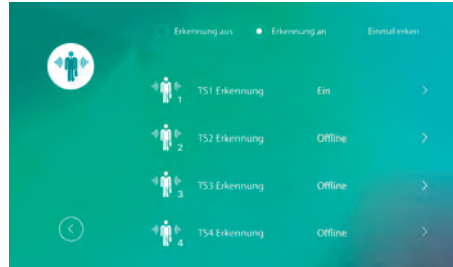 Erkennung aus Erkennung an Einmal erken
1 TS1 Erkennung Ein
2 TS2 Erkennung Offline
3 TS3 Erkennung Offline
4 TS4 Erkennung Offline